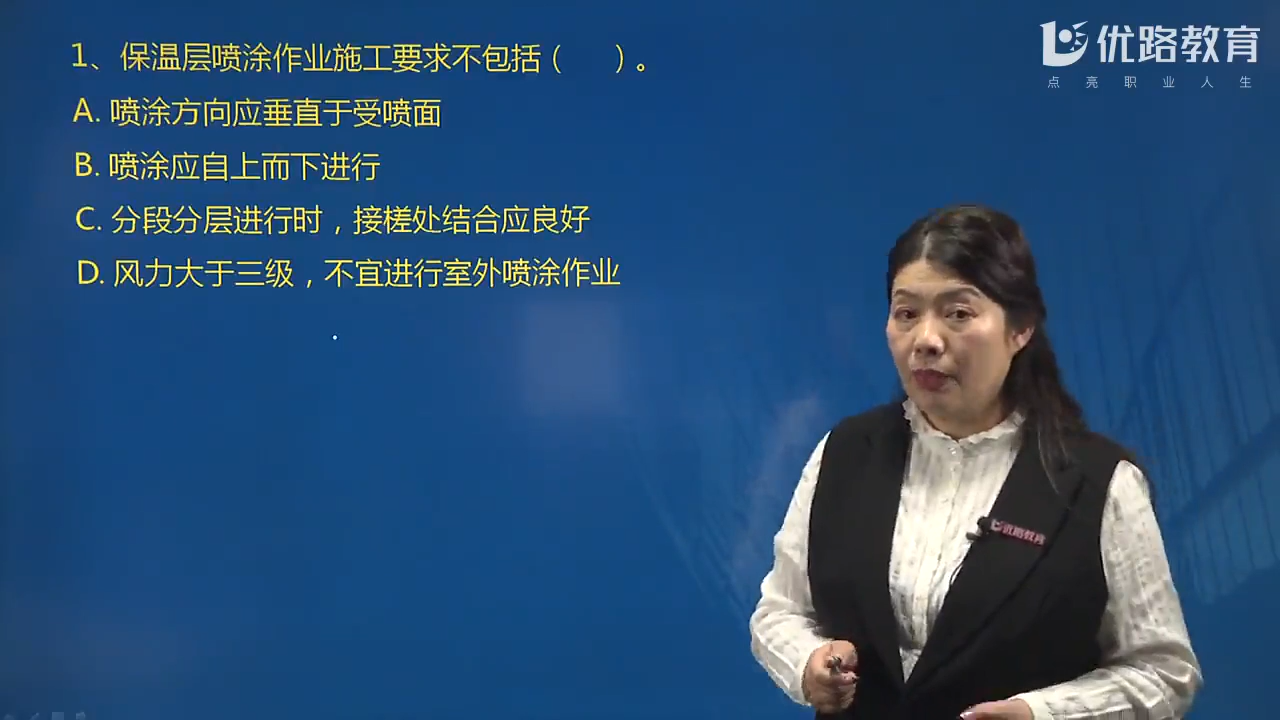 优路教育
点亮职业人生
1、保温层喷涂作业施工要求不包括（ ）。
A. 喷涂方向应垂直于受喷面
B. 喷涂应自上而下进行
C. 分段分层进行时，接槎处结合应良好
D. 风力大于三级，不宜进行室外喷涂作业
优路教育